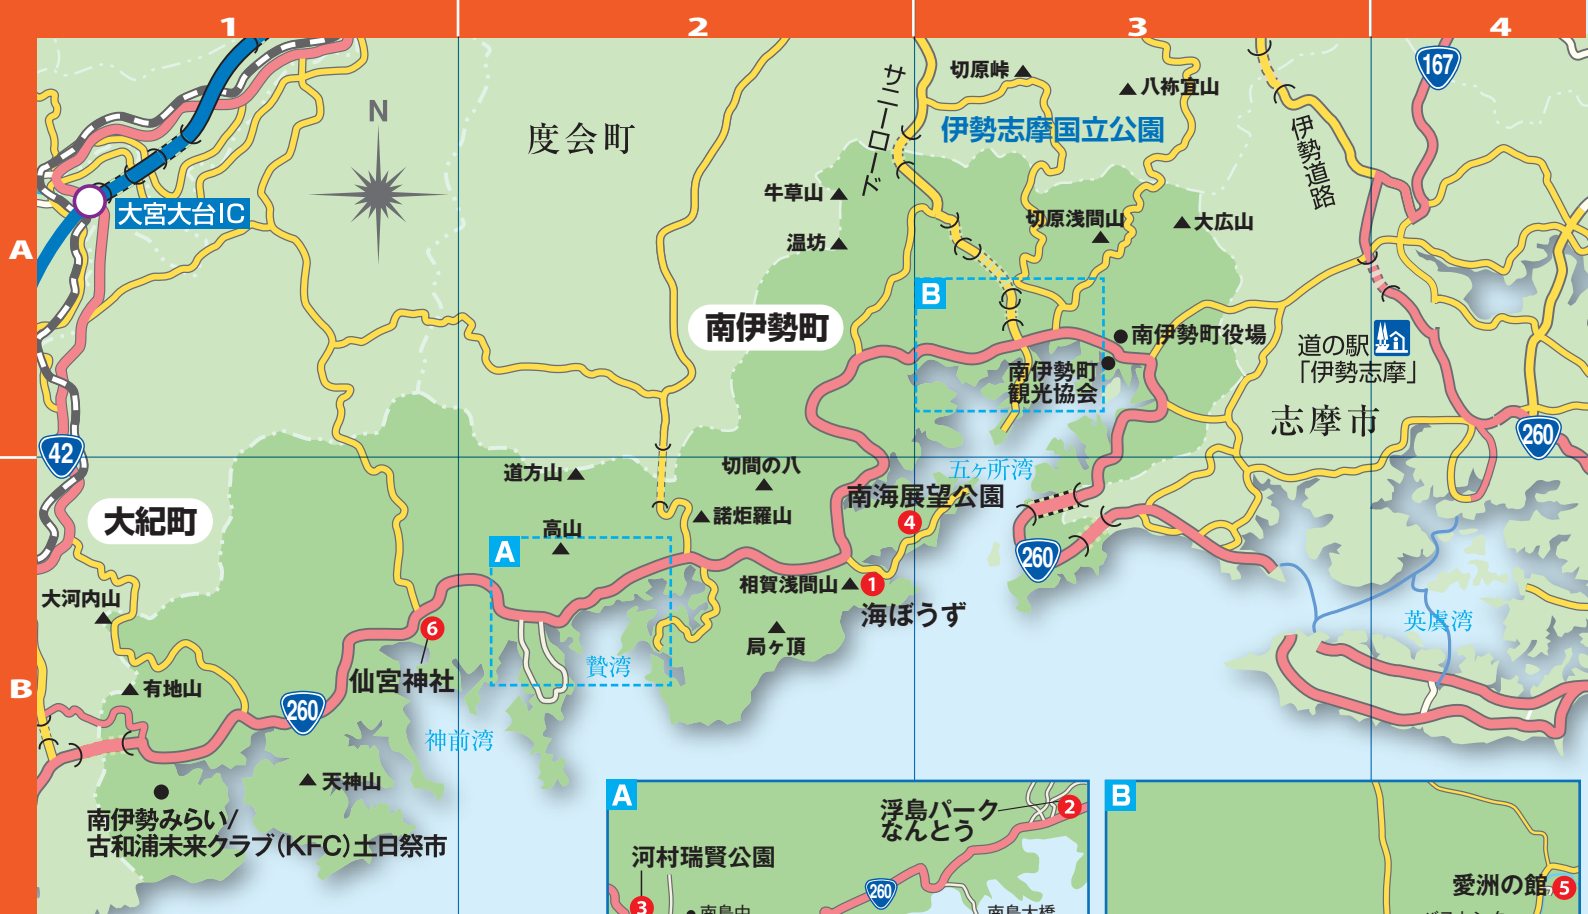 1
2
3
4
A
B
N
167
切原峠
八祢宜山
サニーロード
伊勢志摩国立公園
伊勢道路
度会町
大宮大台IC
牛草山
温坊
切原浅間山
大広山
B
南伊勢町
南伊勢町役場
南伊勢町
観光協会
道の駅
「伊勢志摩」
志摩市
260
42
道方山
切間の八
五ヶ所湾
南海展望公園
4
大紀町
高山
諾炬羅山
A
260
相賀浅間山
1
海ぼうず
大河内山
6
局ヶ頂
英虞湾
仙宮神社
贄湾
有地山
260
神前湾
天神山
南伊勢みらい/
古和浦未来クラブ(KFC)土日祭市
A
浮島パーク
なんとう
2
河村瑞賢公園
3
260
南島大橋
B
愛洲の館
5